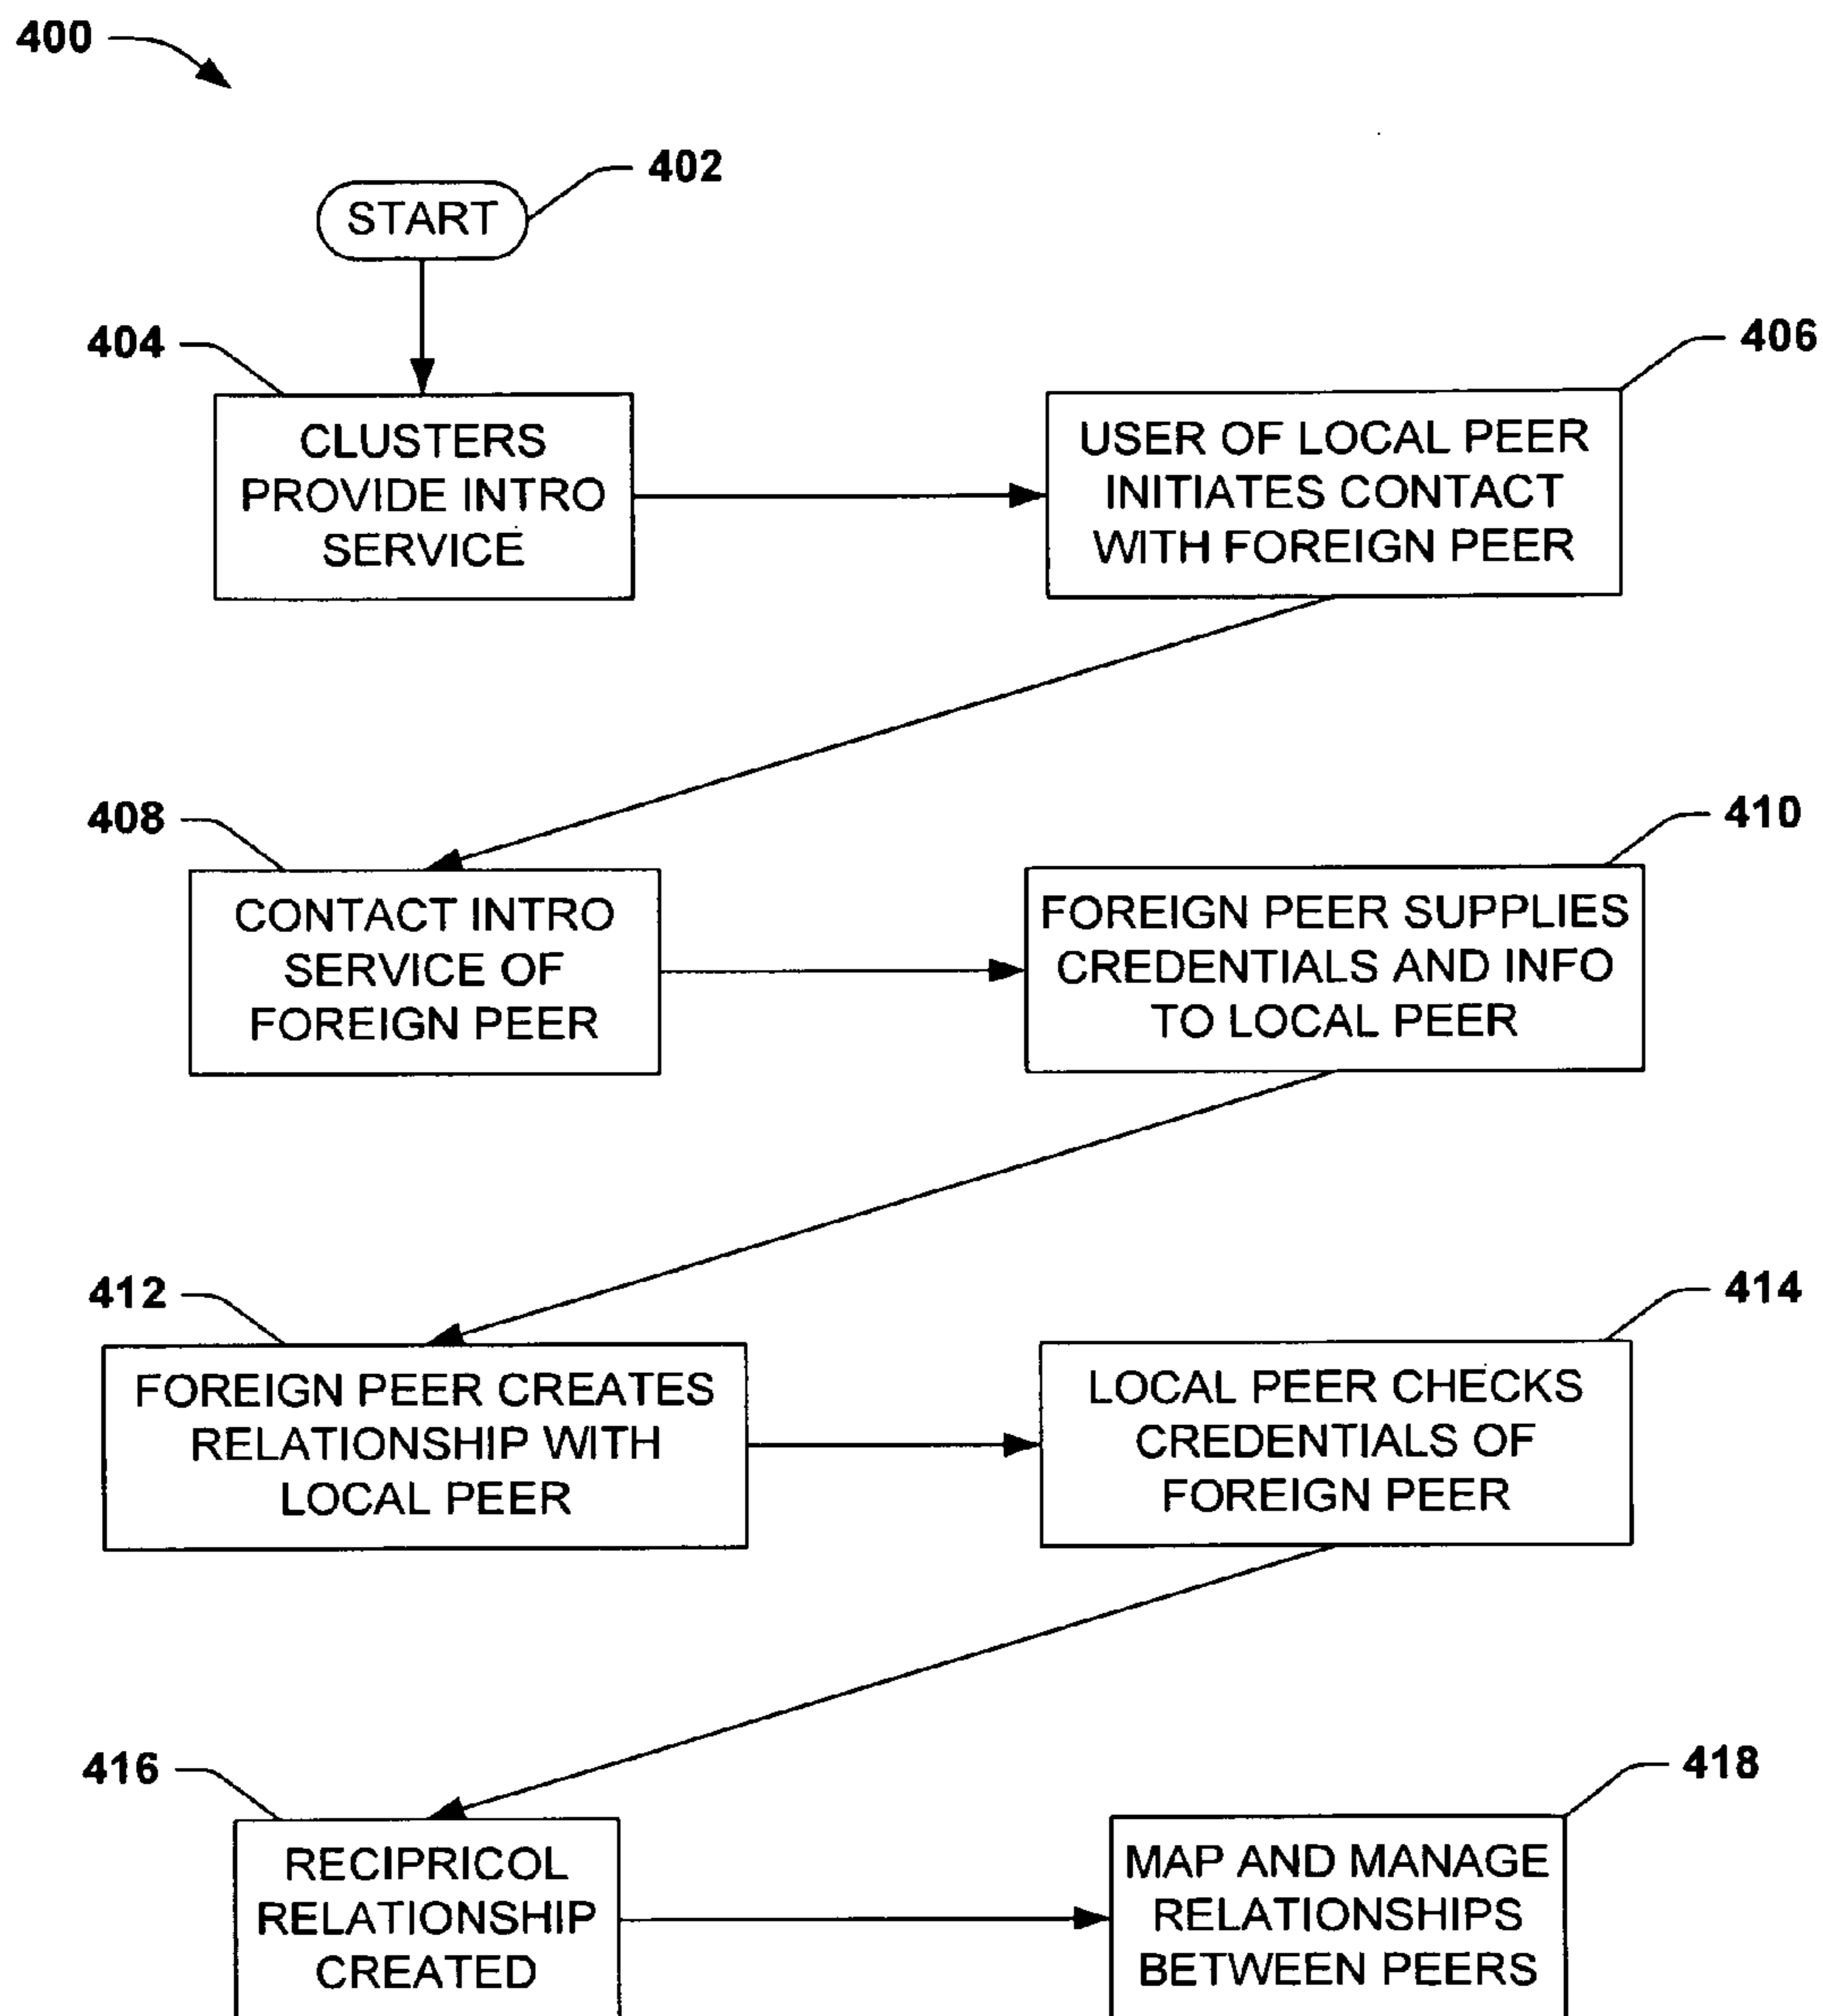 400
402
START
404
CLUSTERS
PROVIDE INTRO
SERVICE
406
USER OF LOCAL PEER
INITIATES CONTACT
WITH FOREIGN PEER
408
CONTACT INTRO
SERVICE OF
FOREIGN PEER
410
FOREIGN PEER SUPPLIES
CREDENTIALS AND INFO
TO LOCAL PEER
412
FOREIGN PEER CREATES
RELATIONSHIP WITH
LOCAL PEER
414
LOCAL PEER CHECKS
CREDENTIALS OF
FOREIGN PEER
416
RECIPRICOL
RELATIONSHIP
CREATED
418
MAP AND MANAGE
RELATIONSHIPS
BETWEEN PEERS